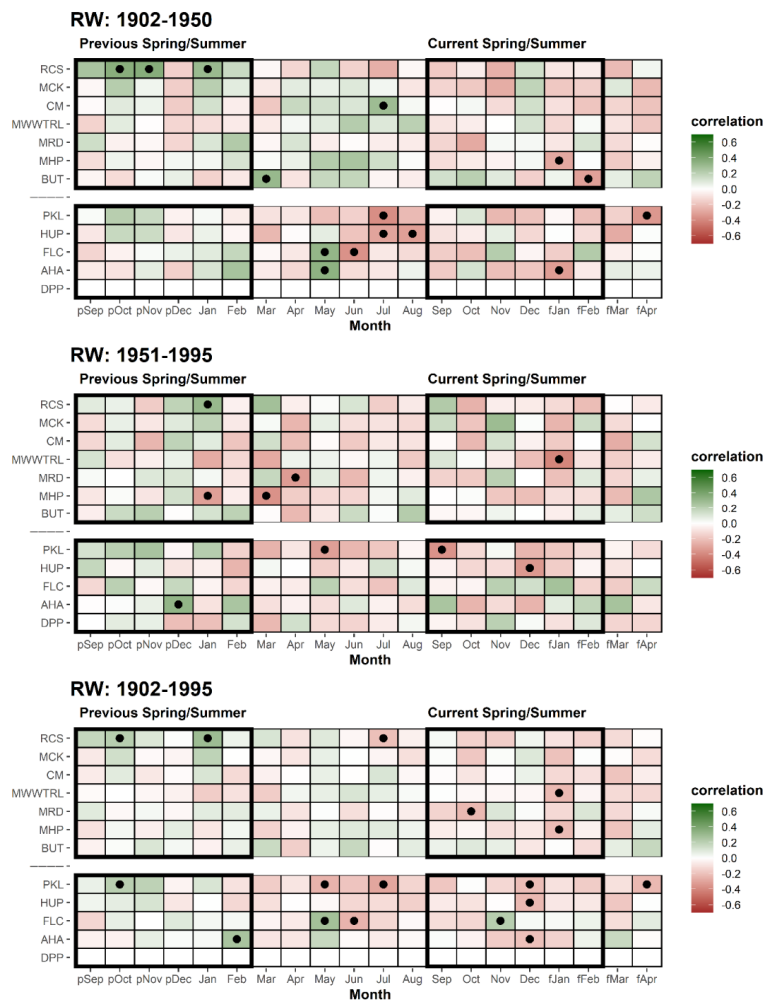 RW: 1902-1950
Previous Spring/Summer Current Spring/Summer
RCS
MCK
CM
MWWTRL
MRD
MHP
BUT
————
PKL
HUP
FLC
AHA
DPP
pSep pOct pNov pDec Jan Feb Mar Apr May Jun Jul Aug Sep Oct Nov Dec fJan fFeb fMar fApr
Month
correlation
0.6
0.4
0.2
0.0
-0.2
-0.4
-0.6
RW: 1951-1995
Previous Spring/Summer Current Spring/Summer
RCS
MCK
CM
MWWTRL
MRD
MHP
BUT
————
PKL
HUP
FLC
AHA
DPP
pSep pOct pNov pDec Jan Feb Mar Apr May Jun Jul Aug Sep Oct Nov Dec fJan fFeb fMar fApr
Month
correlation
0.6
0.4
0.2
0.0
-0.2
-0.4
-0.6
RW: 1902-1995
Previous Spring/Summer Current Spring/Summer
RCS
MCK
CM
MWWTRL
MRD
MHP
BUT
————
PKL
HUP
FLC
AHA
DPP
pSep pOct pNov pDec Jan Feb Mar Apr May Jun Jul Aug Sep Oct Nov Dec fJan fFeb fMar fApr
Month
correlation
0.6
0.4
0.2
0.0
-0.2
-0.4
-0.6